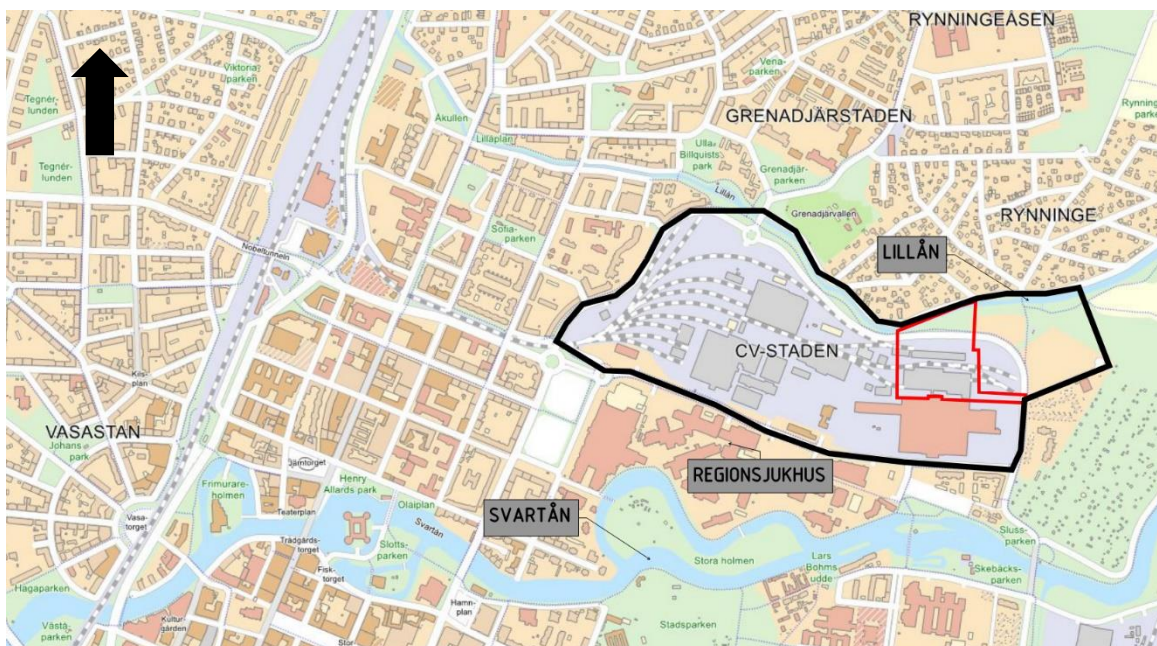 RYNNINGEÅSEN
Viktoria-
parken
Vena-
parken
Tegnér-
lunden
Åkullen
Lillåplan
GRENADJÄRSTADEN
Rynninge
Ulla
Billquists
park
Grenadjär-
parken
Tegnér-
lunden
Lillån
Grenadjärvallen
RYNNINGE
Sofia-
parken
Nobeltunneln
LILLÅN
CV-STADEN
Kils-
plan
VASASTAN
Johans-
park
Järntorget
REGIONSJUKHUS
Henry
Allards park
Frimurare-
holmen
Olaiplan
Teaterplan
Vasa-
torget
SVARTÅN
Svartån
Trädgårds-
torget
Slotts-
parken
Stora holmen
Lars
Bohms
udde
Sluss-
parken
Skebäcks-
parken
Fisk-
torget
Hagaparken
Hamn-
plan
Kultur-
gården
Stadsparken
Västå-
parken
Stor-